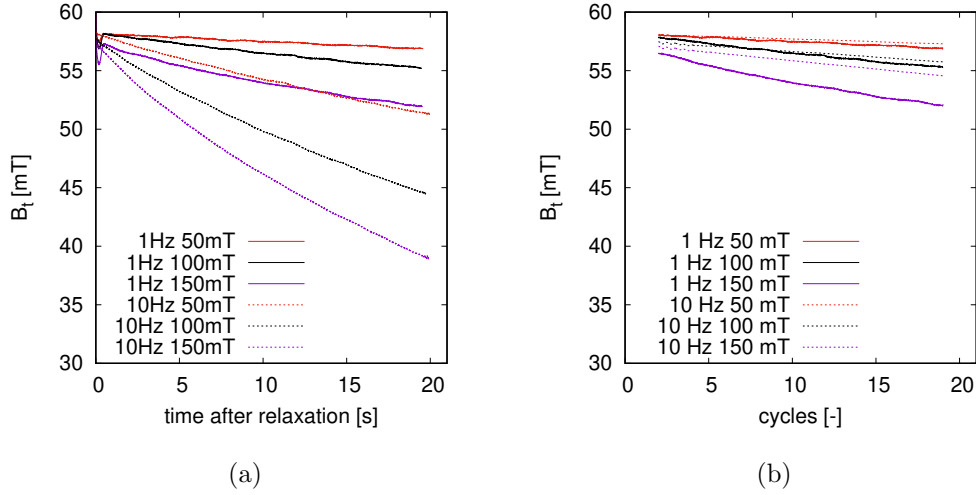 60
55
50
45
40
35
30
B_t [mT]
1Hz 50mT
1Hz 100mT
1Hz 150mT
10Hz 50mT
10Hz 100mT
10Hz 150mT
0 5 10 15 20
time after relaxation [s]
(a)
60
55
50
45
40
35
30
B_t [mT]
1 Hz 50 mT
1 Hz 100 mT
1 Hz 150 mT
10 Hz 50 mT
10 Hz 100 mT
10 Hz 150 mT
0 5 10 15 20
cycles [-]
(b)